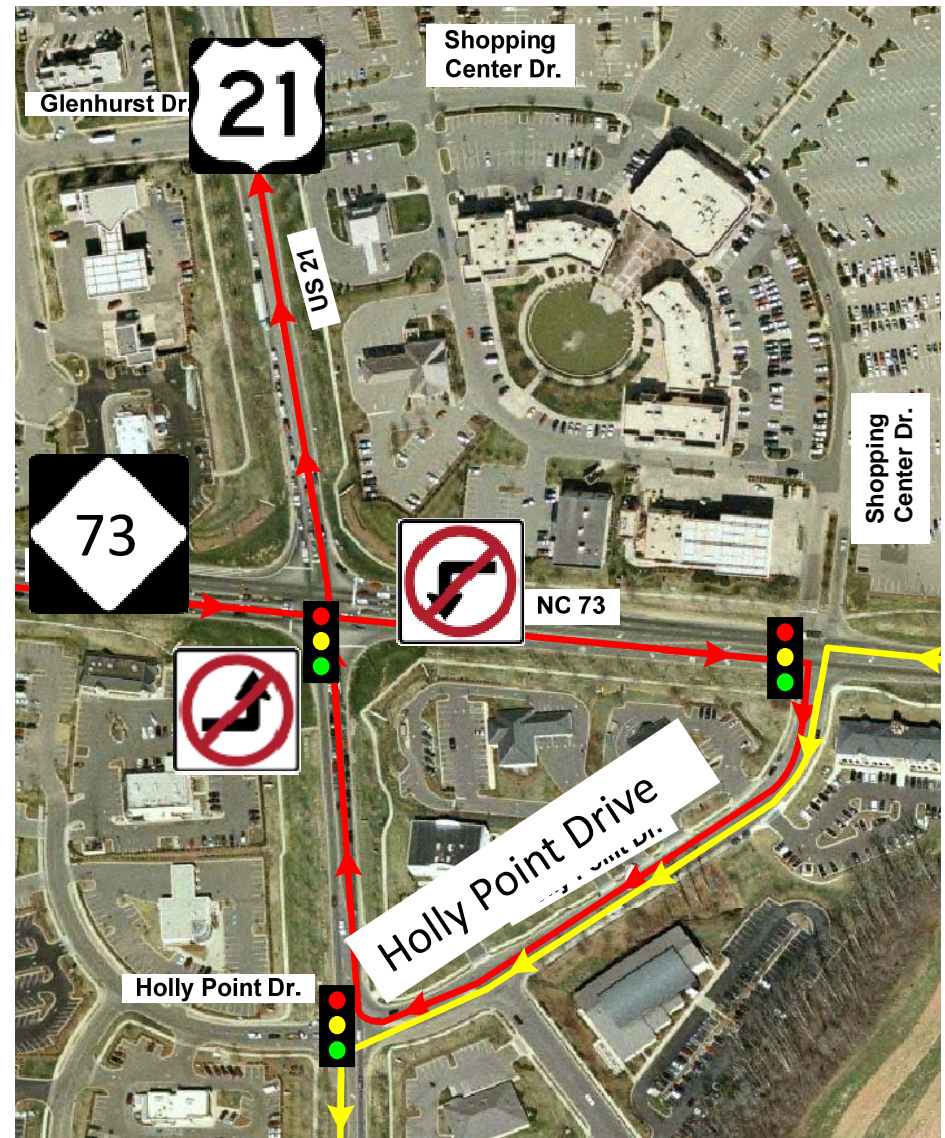 Shopping
Center Dr.
Glenhurst Dr.
21
US 21
Shopping
Center Dr.
73
NC 73
Holly Point Drive
Holly Point Dr.